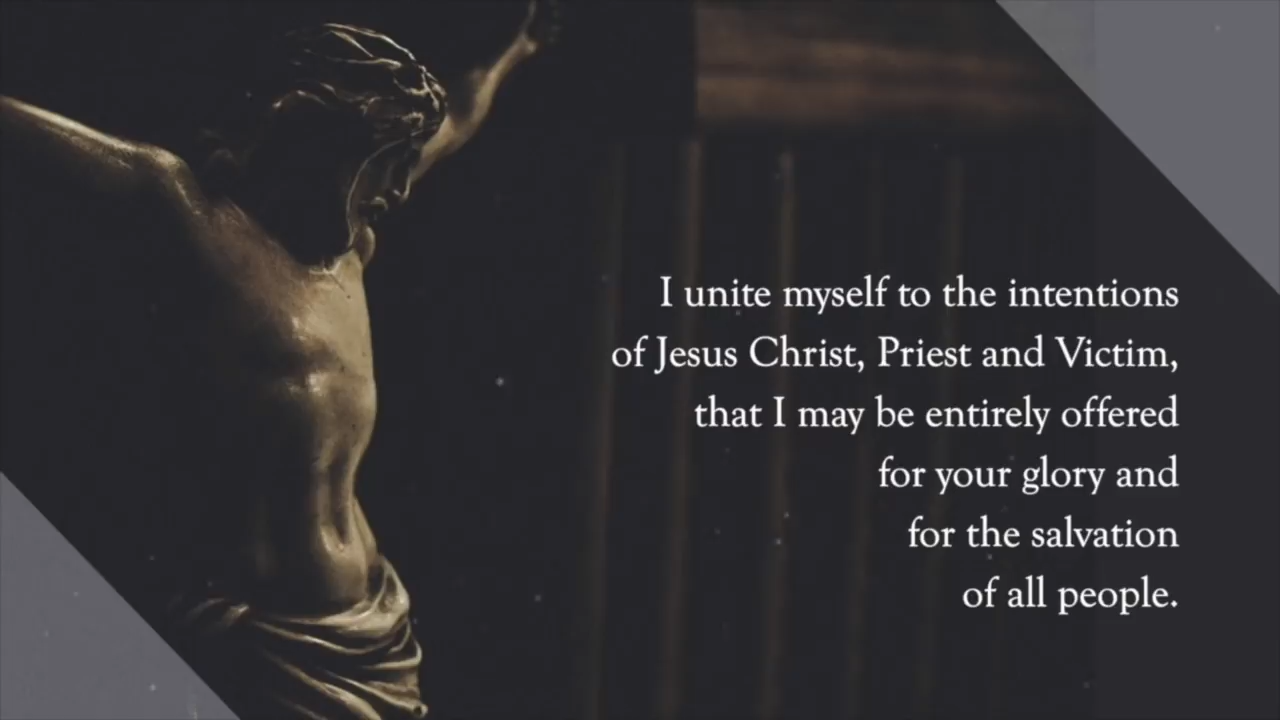 I unite myself to the intentions
of Jesus Christ, Priest and Victim,
that I may be entirely offered
for your glory and
for the salvation
of all people.